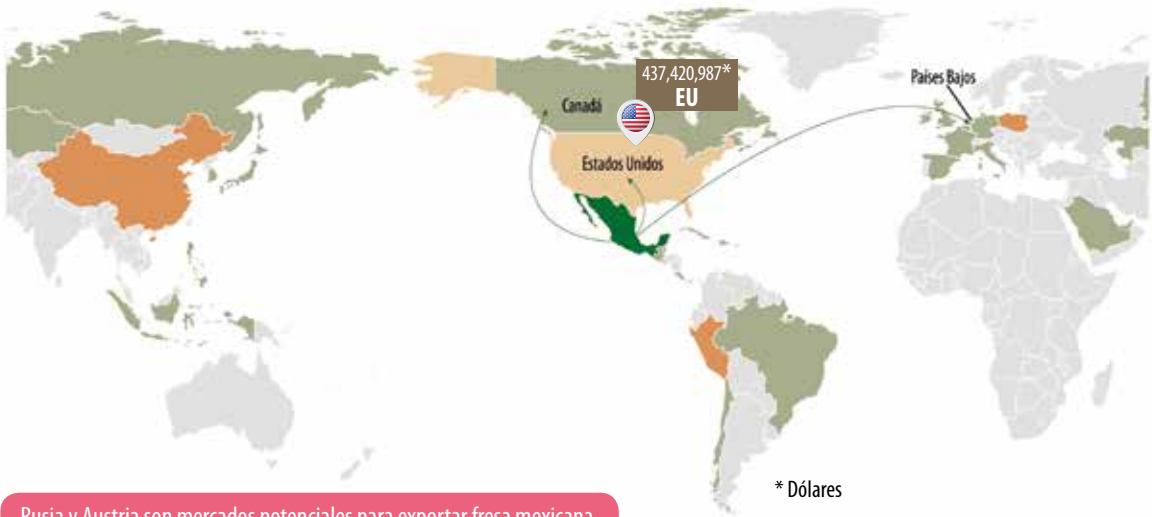 437,420,987*
EU
Países Bajos
Canadá
Estados Unidos
* Dólares
Rusia y Austria son mercados potenciales para exportar fresa mexicana